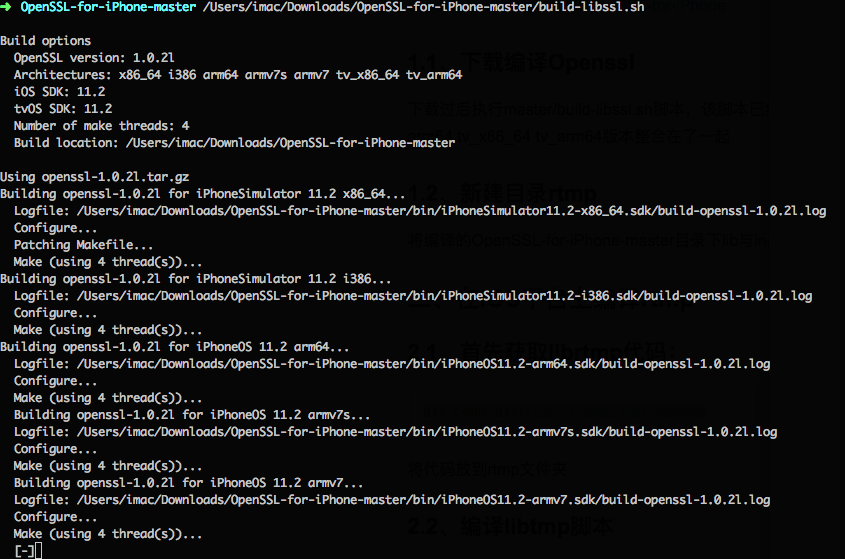 ➜ OpenSSL-for-iPhone-master /Users/imac/Downloads/OpenSSL-for-iPhone-master/build-libssl.sh
Build options
OpenSSL version: 1.0.2l
Architectures: x86_64 i386 arm64 armv7s armv7 tv_x86_64 tv_arm64
iOS SDK: 11.2
tvOS SDK: 11.2
Number of make threads: 4
Build location: /Users/imac/Downloads/OpenSSL-for-iPhone-master
Using openssl-1.0.2l.tar.gz
Building openssl-1.0.2l for iPhoneSimulator 11.2 x86_64...
Logfile: /Users/imac/Downloads/OpenSSL-for-iPhone-master/bin/iPhoneSimulator11.2-x86_64.sdk/build-openssl-1.0.2l.log
Configure...
Patching Makefile...
Make (using 4 thread(s))...
Building openssl-1.0.2l for iPhoneSimulator 11.2 i386...
Logfile: /Users/imac/Downloads/OpenSSL-for-iPhone-master/bin/iPhoneSimulator11.2-i386.sdk/build-openssl-1.0.2l.log
Configure...
Make (using 4 thread(s))...
Building openssl-1.0.2l for iPhoneOS 11.2 arm64...
Logfile: /Users/imac/Downloads/OpenSSL-for-iPhone-master/bin/iPhoneOS11.2-arm64.sdk/build-openssl-1.0.2l.log
Configure...
Make (using 4 thread(s))...
Building openssl-1.0.2l for iPhoneOS 11.2 armv7s...
Logfile: /Users/imac/Downloads/OpenSSL-for-iPhone-master/bin/iPhoneOS11.2-armv7s.sdk/build-openssl-1.0.2l.log
Configure...
Make (using 4 thread(s))...
Building openssl-1.0.2l for iPhoneOS 11.2 armv7...
Logfile: /Users/imac/Downloads/OpenSSL-for-iPhone-master/bin/iPhoneOS11.2-armv7.sdk/build-openssl-1.0.2l.log
Configure...
Make (using 4 thread(s))...
[-]
1.1、下载编译Openssl
1.2、新建目录rtmp
2.2、编译libtmp脚本